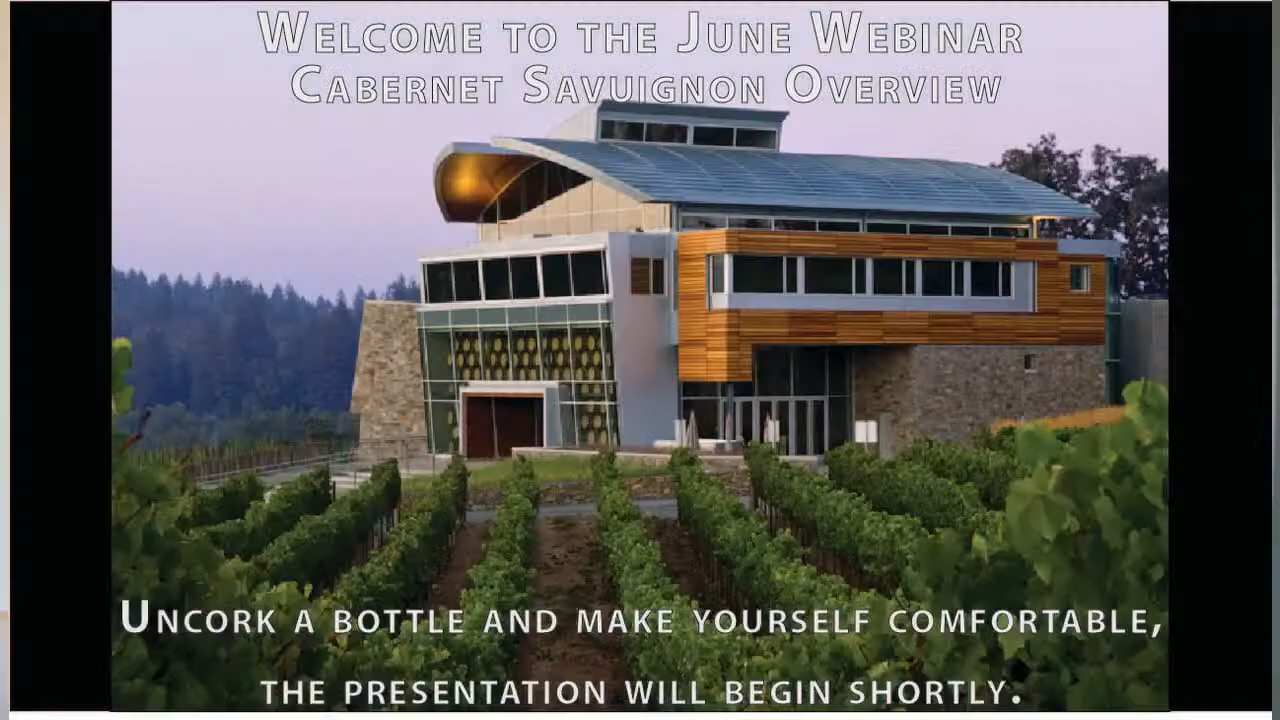 Welcome to the June Webinar
Cabernet Savuignon Overview
Uncork a bottle and make yourself comfortable,
the presentation will begin shortly.